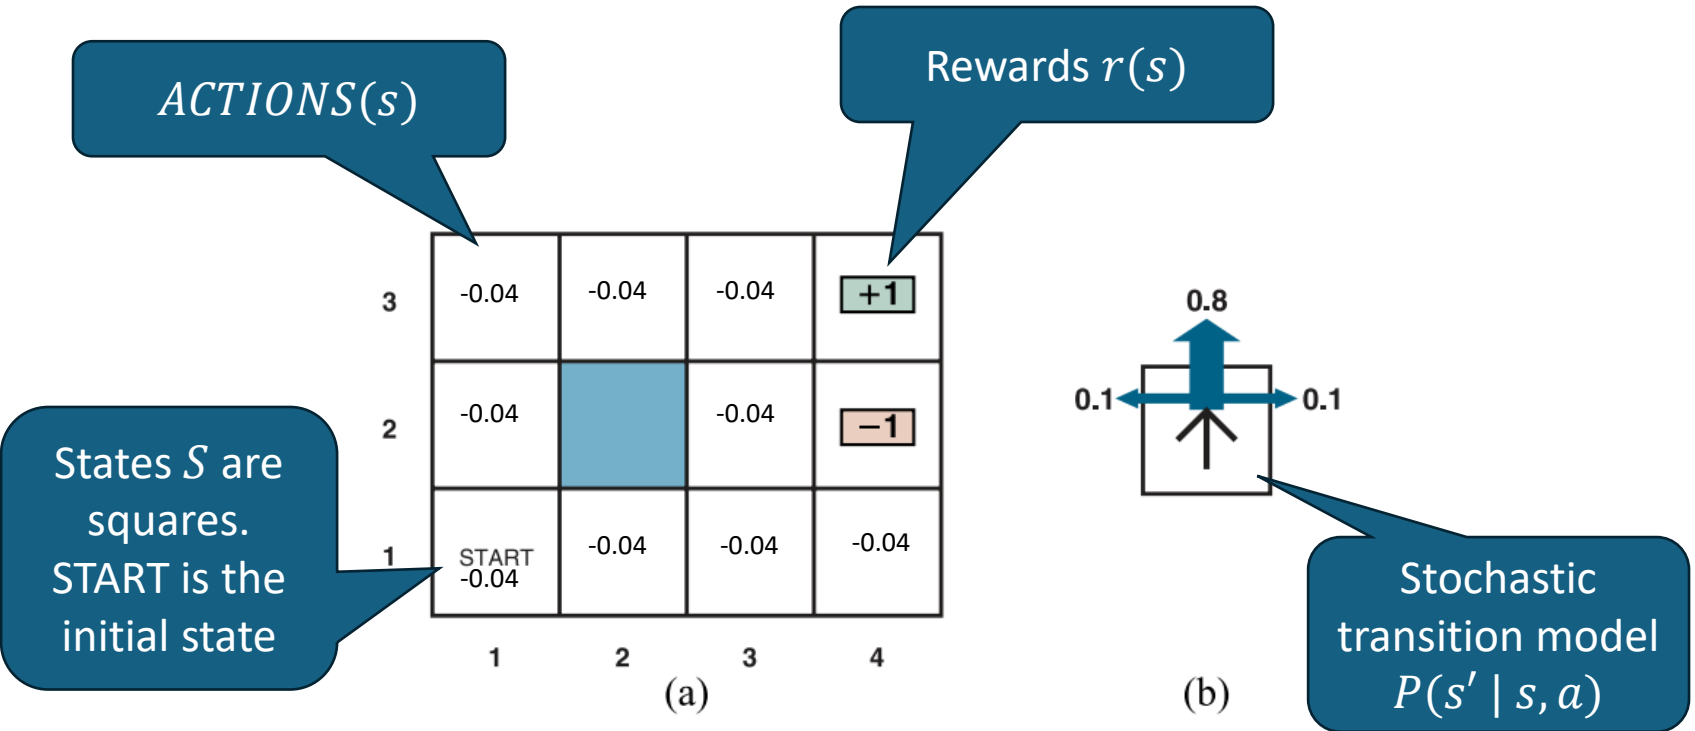 ACTIONS(s)
Rewards r(s)
3
-0.04
-0.04
-0.04
+1
2
-0.04
-0.04
−1
1
START
-0.04
-0.04
-0.04
-0.04
1
2
3
4
(a)
States S are
squares.
START is the
initial state
0.8
0.1
0.1
(b)
Stochastic
transition model
P(s′ | s, a)